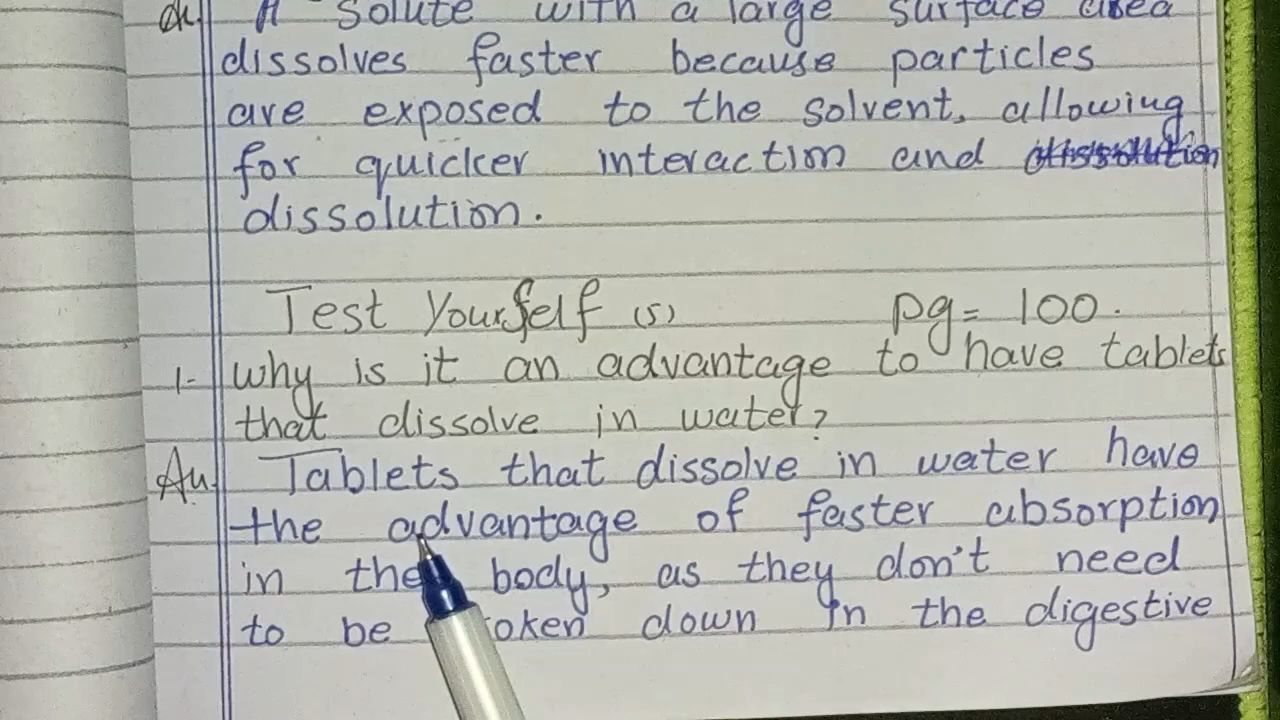 A solute with a large surface area
dissolves faster because particles
are exposed to the solvent, allowing
for quicker interaction and dissolution
dissolution.
Test Yourself (5) pg= 100.
1- why is it an advantage to have tablets
that dissolve in water?
Tablets that dissolve in water have
the advantage of faster absorption
in the body, as they don't need
to be down in the digestive